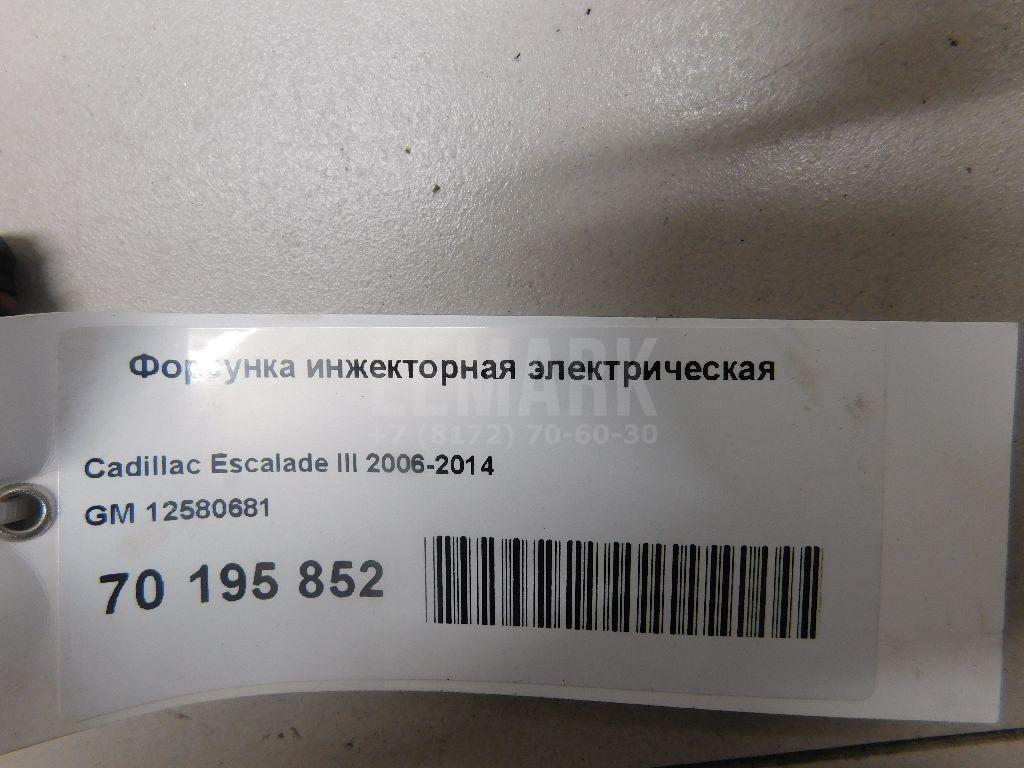 Форсунка инжекторная электрическая
LEMARK
+7 (8172) 70-60-30
Cadillac Escalade III 2006-2014
GM 12580681
70 195 852